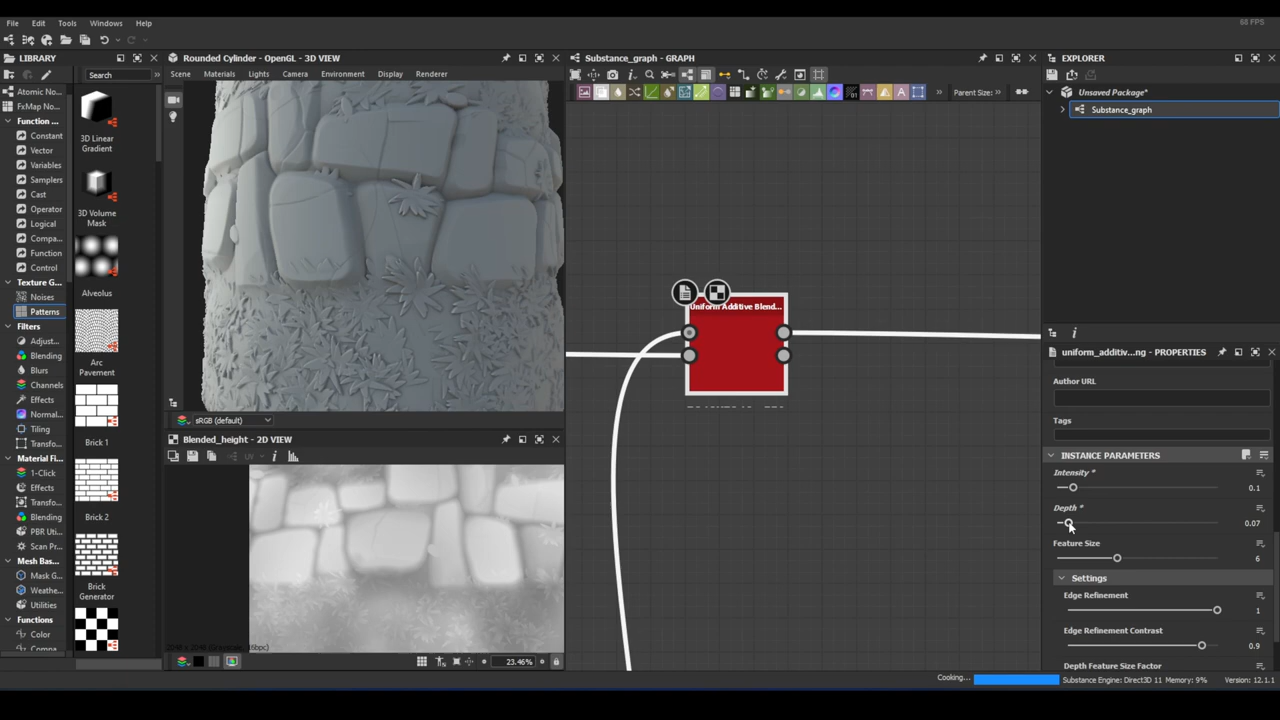 File Edit Tools Windows Help
68 FPS
LIBRARY
Search
Atomic No...
FxMap No...
Function ...
Constant
Vector
Variables
Samplers
Cast
Operator
Logical
Compa...
Function
Control
Texture G...
Noises
Patterns
Filters
Adjust...
Blending
Blurs
Channels
Effects
Normal...
Tiling
Transfo...
Material Fi...
1-Click
Effects
Transfo...
Blending
PBR Uti...
Scan Pr...
Mesh Bas...
Mask G...
Weathe...
Utilities
Functions
Color
3D Linear
Gradient
3D Volume
Mask
Alveolus
Arc
Pavement
Brick 1
Brick 2
Brick
Generator
Rounded Cylinder - OpenGL - 3D VIEW
Scene Materials Lights Camera Environment Display Renderer
sRGB (default)
Blended_height - 2D VIEW
UV
23.46%
Substance_graph - GRAPH
Parent Size:
Uniform Additive Blend...
EXPLORER
Unsaved Package*
Substance_graph
uniform_additiv...ng - PROPERTIES
Author URL
Tags
INSTANCE PARAMETERS
Intensity *
0.1
Depth *
0.07
Feature Size
6
Settings
Edge Refinement
1
Edge Refinement Contrast
0.9
Depth Feature Size Factor
Cooking...
Substance Engine: Direct3D 11 Memory: 9%
Version: 12.1.1